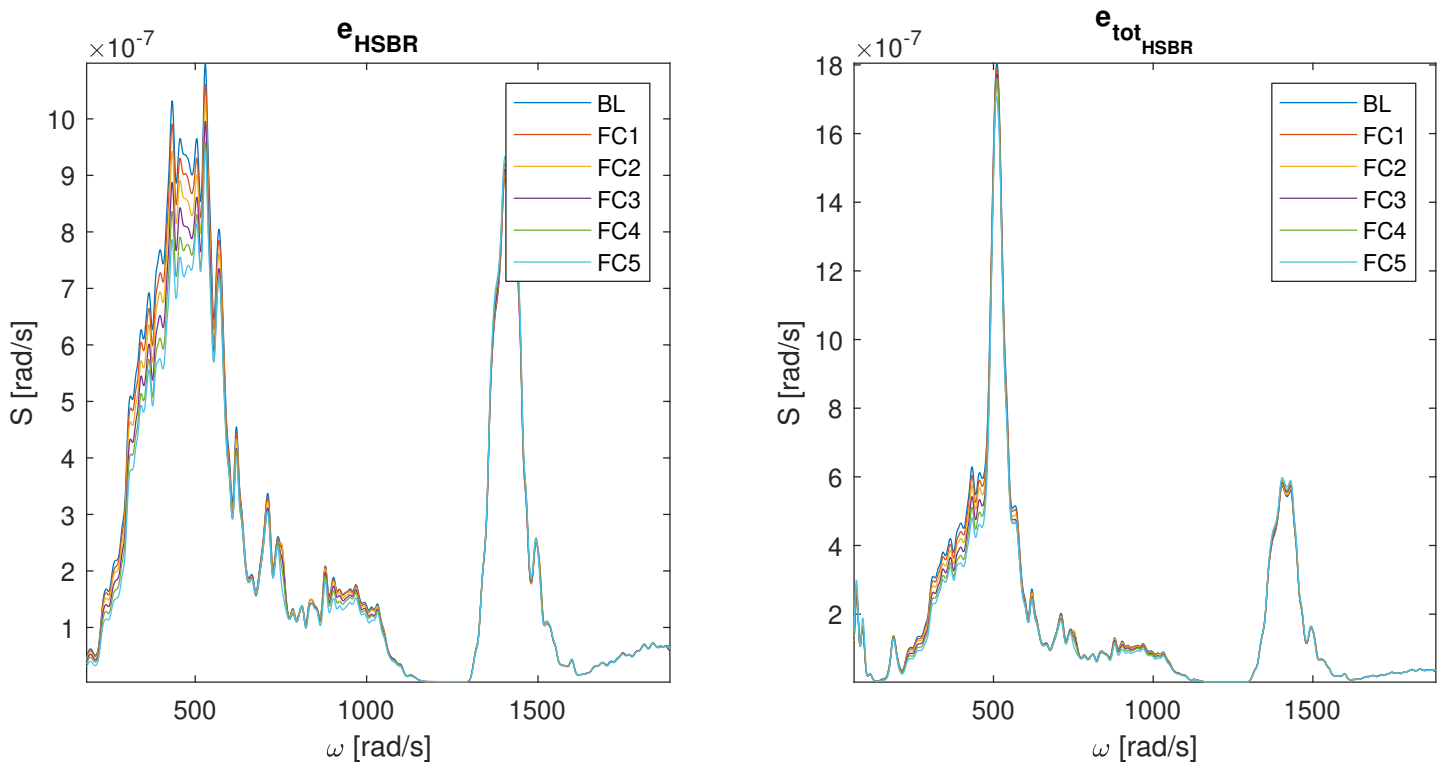 e_HSBR
×10⁻⁷
10
9
8
7
6
5
4
3
2
1
500
1000
1500
S [rad/s]
ω [rad/s]
BL
FC1
FC2
FC3
FC4
FC5
e_tot_HSBR
×10⁻⁷
18
16
14
12
10
8
6
4
2
500
1000
1500
S [rad/s]
ω [rad/s]
BL
FC1
FC2
FC3
FC4
FC5